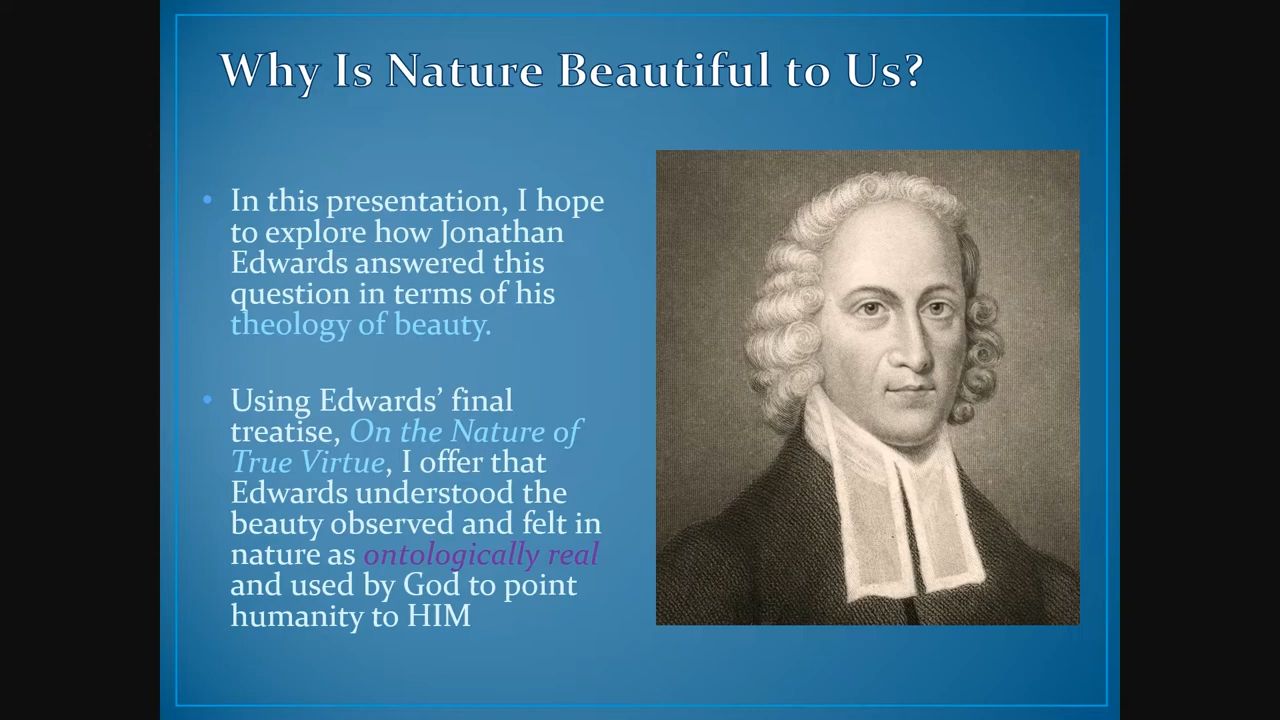 Why Is Nature Beautiful to Us?
• In this presentation, I hope
to explore how Jonathan
Edwards answered this
question in terms of his
theology of beauty.
• Using Edwards’ final
treatise, On the Nature of
True Virtue, I offer that
Edwards understood the
beauty observed and felt in
nature as ontologically real
and used by God to point
humanity to HIM